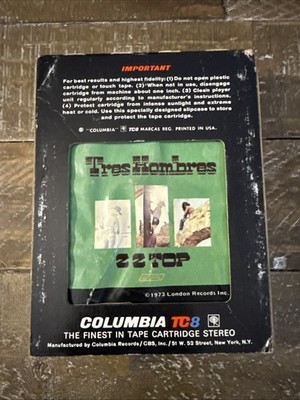 IMPORTANT
For best results and highest fidelity: (1) Do not open plastic
cartridge or touch tape. (2) When not in use, disengage
cartridge from machine about one inch. (3) Clean player
unit regularly according to manufacturer's instructions.
(4) Protect cartridge from intense sunlight and extreme
heat or cold. Use this specially designed slipcase to store
and protect the tape cartridge.
® "COLUMBIA" TC8 MARCAS REG. PRINTED IN USA.
Tres Hombres
ZZ TOP
©1973 London Records Inc.
COLUMBIA TC8
THE FINEST IN TAPE CARTRIDGE STEREO
Manufactured by Columbia Records/CBS, Inc./51 W. 52 Street, New York, N.Y.